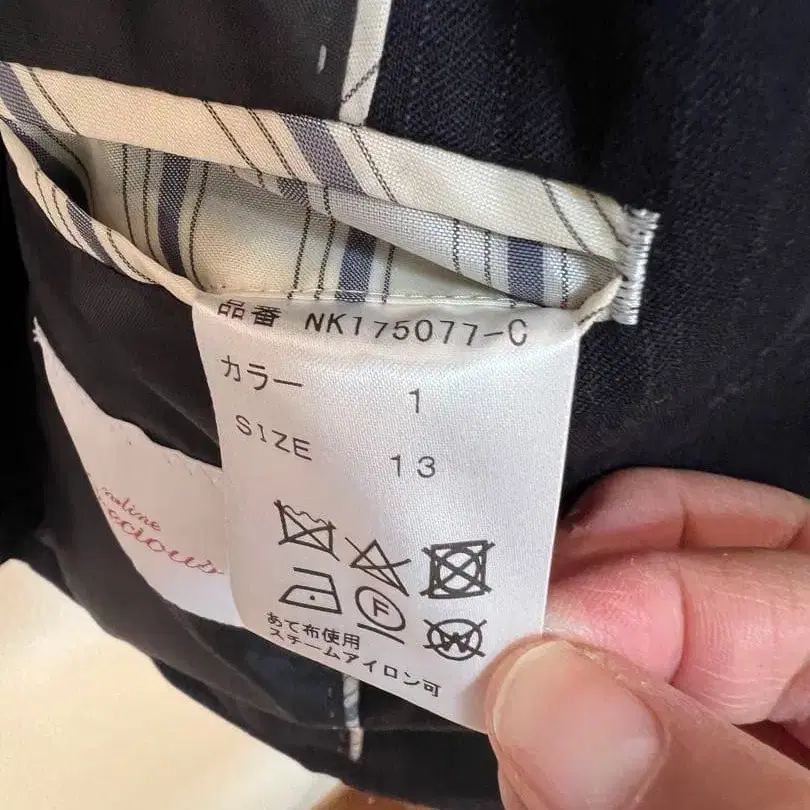 品番 NK175077-C
カラー 1
SIZE 13
F
W
あて布使用
スチームアイロン可